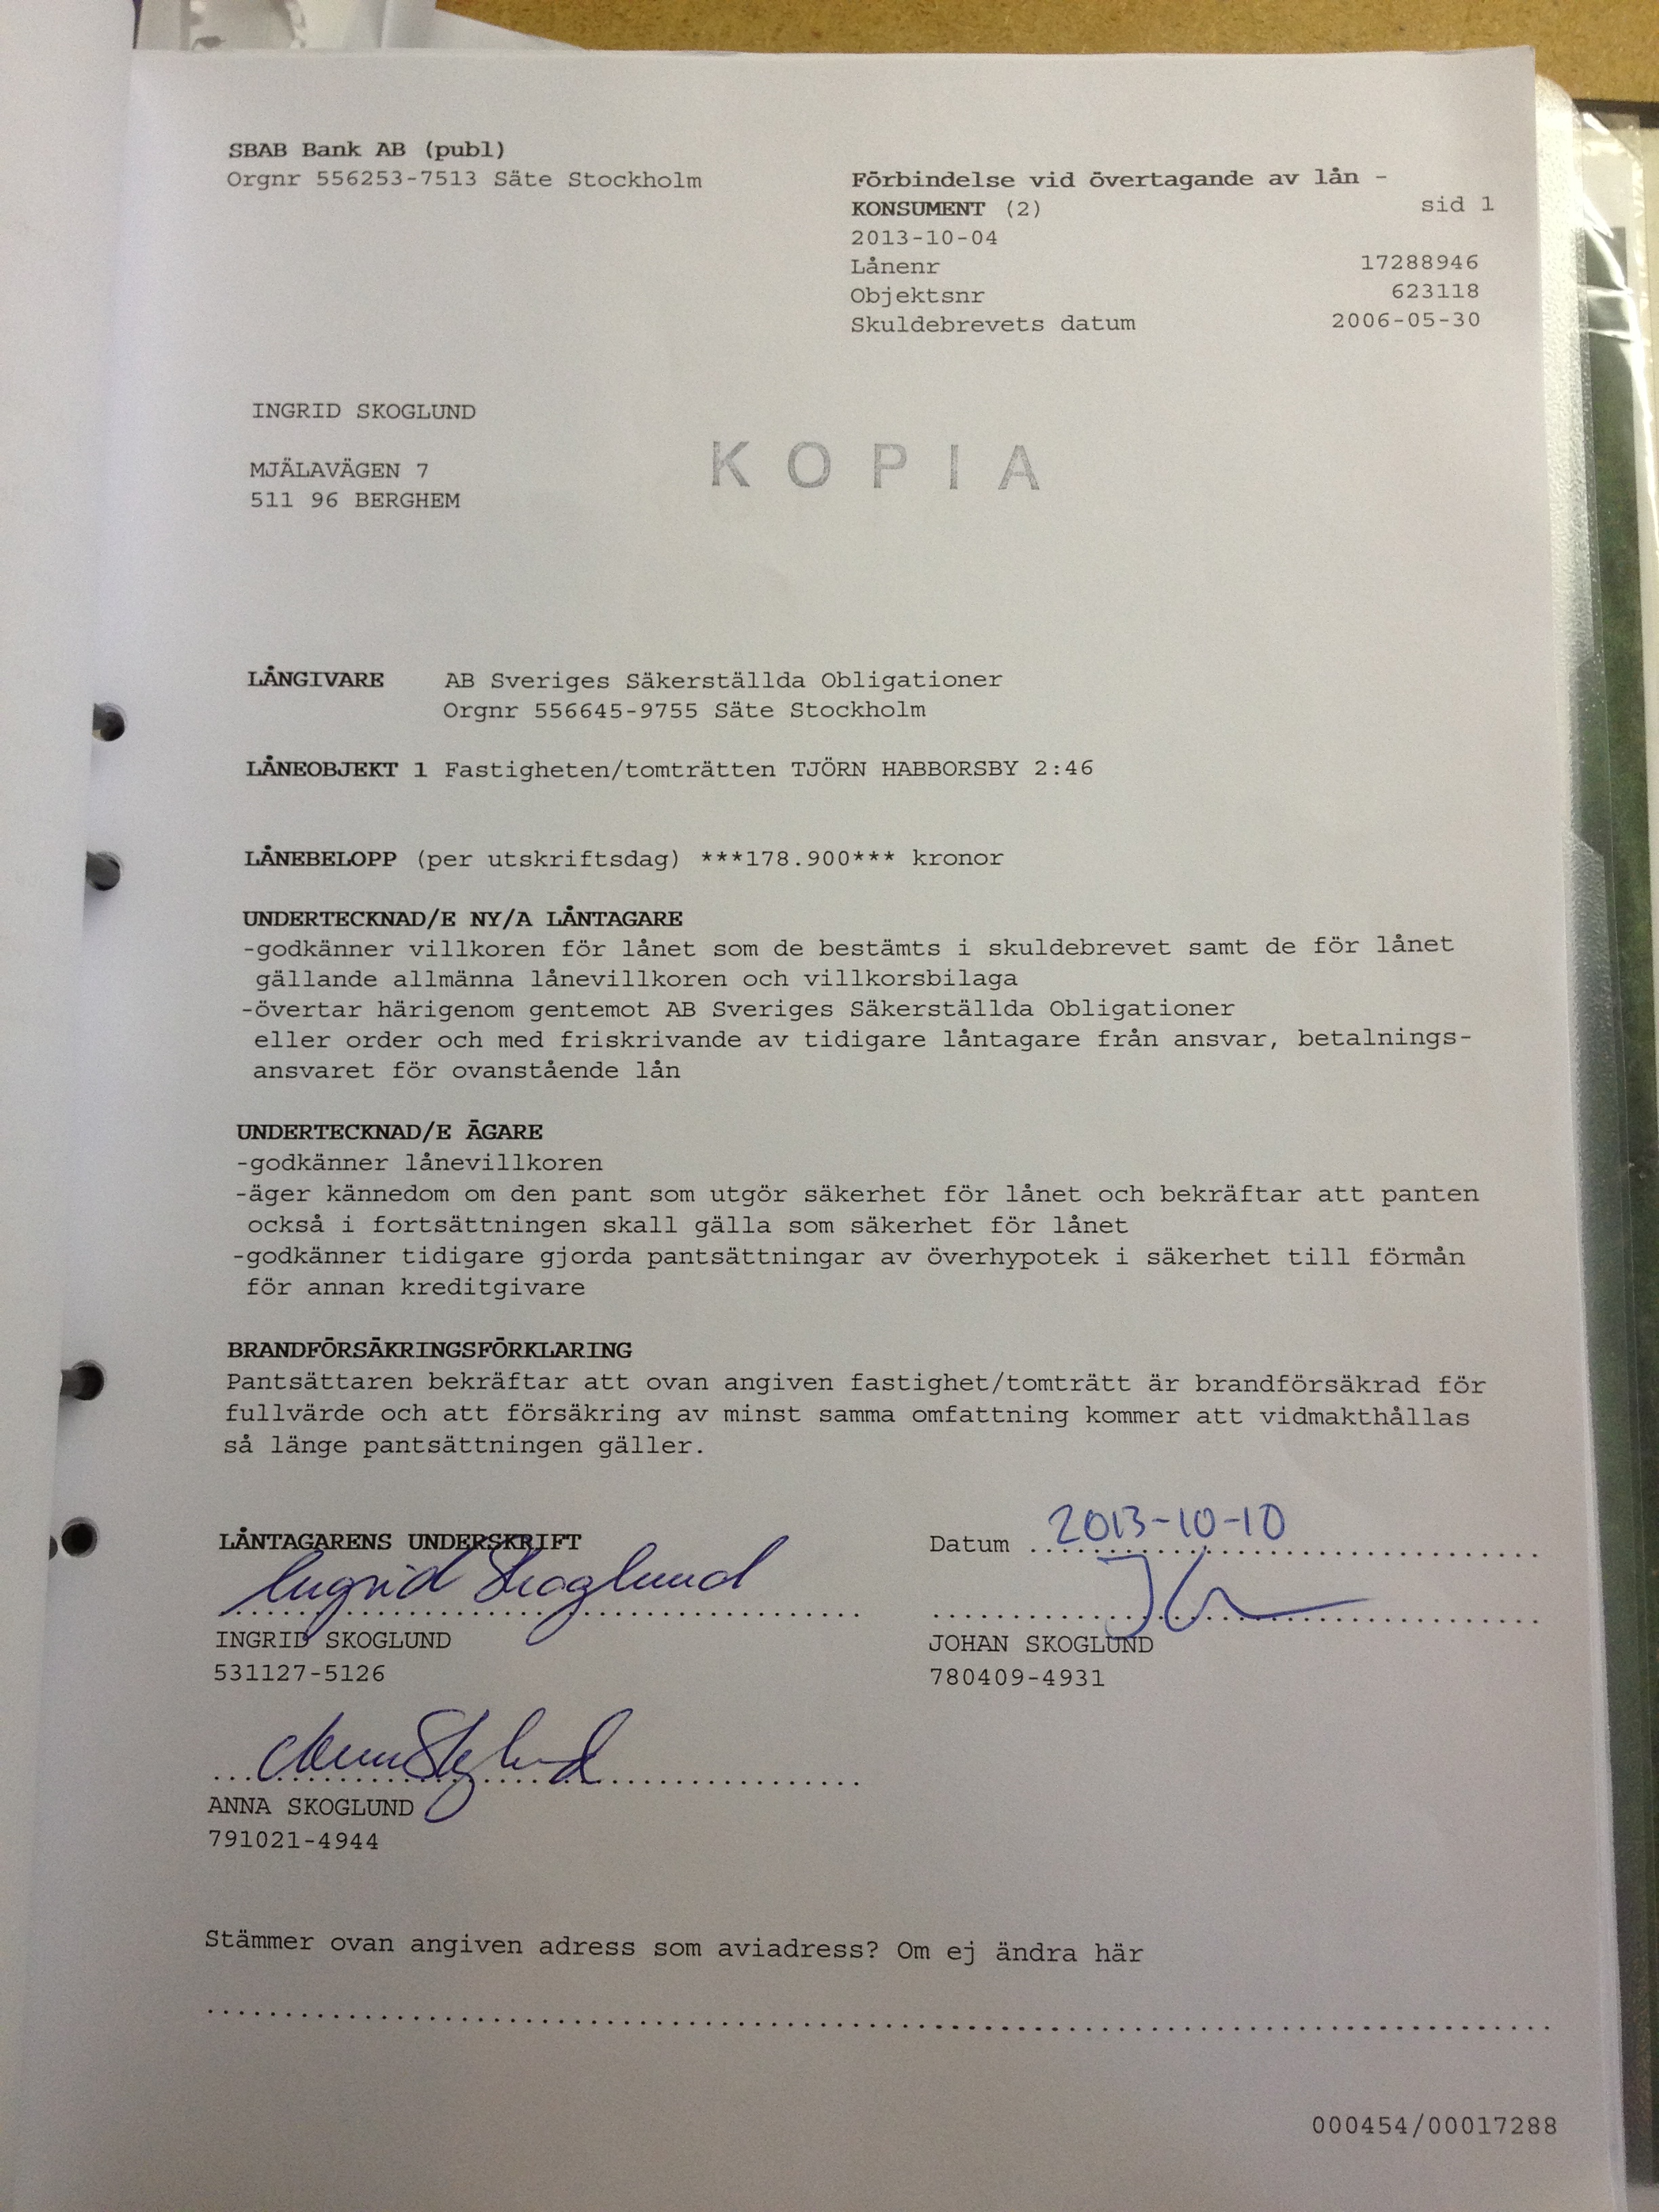 SBAB Bank AB (publ)
Orgnr 556253-7513 Säte Stockholm
Förbindelse vid övertagande av lån -
KONSUMENT (2) sid 1
2013-10-04
Lånenr 17288946
Objektsnr 623118
Skuldebrevets datum 2006-05-30
INGRID SKOGLUND
MJÄLAVÄGEN 7
511 96 BERGHEM
KOPIA
LÅNGIVARE AB Sveriges Säkerställda Obligationer
Orgnr 556645-9755 Säte Stockholm
LÅNEOBJEKT 1 Fastigheten/tomträtten TJÖRN HABBORSBY 2:46
LÅNEBELOPP (per utskriftsdag) ***178.900*** kronor
UNDERTECKNAD/E NY/A LÅNTAGARE
-godkänner villkoren för lånet som de bestämts i skuldebrevet samt de för lånet
gällande allmänna lånevillkoren och villkorsbilaga
-övertar härigenom gentemot AB Sveriges Säkerställda Obligationer
eller order och med friskrivande av tidigare låntagare från ansvar, betalnings-
ansvaret för ovanstående lån
UNDERTECKNAD/E ÄGARE
-godkänner lånevillkoren
-äger kännedom om den pant som utgör säkerhet för lånet och bekräftar att panten
också i fortsättningen skall gälla som säkerhet för lånet
-godkänner tidigare gjorda pantsättningar av överhypotek i säkerhet till förmån
för annan kreditgivare
BRANDFÖRSÄKRINGSFÖRKLARING
Pantsättaren bekräftar att ovan angiven fastighet/tomträtt är brandförsäkrad för
fullvärde och att försäkring av minst samma omfattning kommer att vidmakthållas
så länge pantsättningen gäller.
LÅNTAGARENS UNDERSKRIFT Datum 2013-10-10
Ingrid Skoglund
INGRID SKOGLUND JOHAN SKOGLUND
531127-5126 780409-4931
Anna Skoglund
ANNA SKOGLUND
791021-4944
Stämmer ovan angiven adress som aviadress? Om ej ändra här
000454/00017288